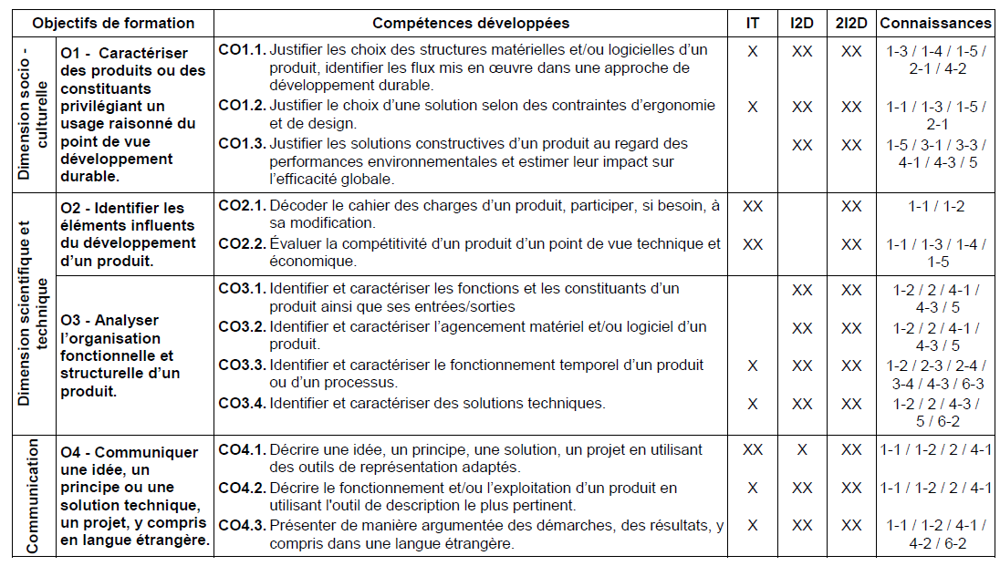 Objectifs de formation Compétences développées IT I2D 2I2D Connaissances
Dimension socio -
culturelle
O1 - Caractériser
des produits ou des
constituants
privilégiant un
usage raisonné du
point de vue
développement
durable.
CO1.1. Justifier les choix des structures matérielles et/ou logicielles d'un
produit, identifier les flux mis en œuvre dans une approche de
développement durable.
X XX XX 1-3 / 1-4 / 1-5 /
2-1 / 4-2
CO1.2. Justifier le choix d'une solution selon des contraintes d'ergonomie
et de design.
X XX XX 1-1 / 1-3 / 1-5 /
2-1
CO1.3. Justifier les solutions constructives d'un produit au regard des
performances environnementales et estimer leur impact sur
l'efficacité globale.
XX XX 1-5 / 3-1 / 3-3 /
4-1 / 4-3 / 5
Dimension scientifique et
technique
O2 - Identifier les
éléments influents
du développement
d'un produit.
CO2.1. Décoder le cahier des charges d'un produit, participer, si besoin, à
sa modification.
XX XX 1-1 / 1-2
CO2.2. Évaluer la compétitivité d'un produit d'un point de vue technique et
économique.
XX XX 1-1 / 1-3 / 1-4 /
1-5
O3 - Analyser
l'organisation
fonctionnelle et
structurelle d'un
produit.
CO3.1. Identifier et caractériser les fonctions et les constituants d'un
produit ainsi que ses entrées/sorties
XX XX 1-2 / 2 / 4-1 /
4-3 / 5
CO3.2. Identifier et caractériser l'agencement matériel et/ou logiciel d'un
produit.
XX XX 1-2 / 2 / 4-1 /
4-3 / 5
CO3.3. Identifier et caractériser le fonctionnement temporel d'un produit
ou d'un processus.
X XX XX 1-2 / 2-3 / 2-4 /
3-4 / 4-3 / 6-3
CO3.4. Identifier et caractériser des solutions techniques.
X XX XX 1-2 / 2 / 4-3 /
5 / 6-2
Communication
O4 - Communiquer
une idée, un
principe ou une
solution technique,
un projet, y compris
en langue étrangère.
CO4.1. Décrire une idée, un principe, une solution, un projet en utilisant
des outils de représentation adaptés.
XX X XX 1-1 / 1-2 / 2 / 4-1
CO4.2. Décrire le fonctionnement et/ou l'exploitation d'un produit en
utilisant l'outil de description le plus pertinent.
X XX XX 1-1 / 1-2 / 2 / 4-1
CO4.3. Présenter de manière argumentée des démarches, des résultats, y
compris dans une langue étrangère.
X XX XX 1-1 / 1-2 / 4-1 /
4-2 / 6-2